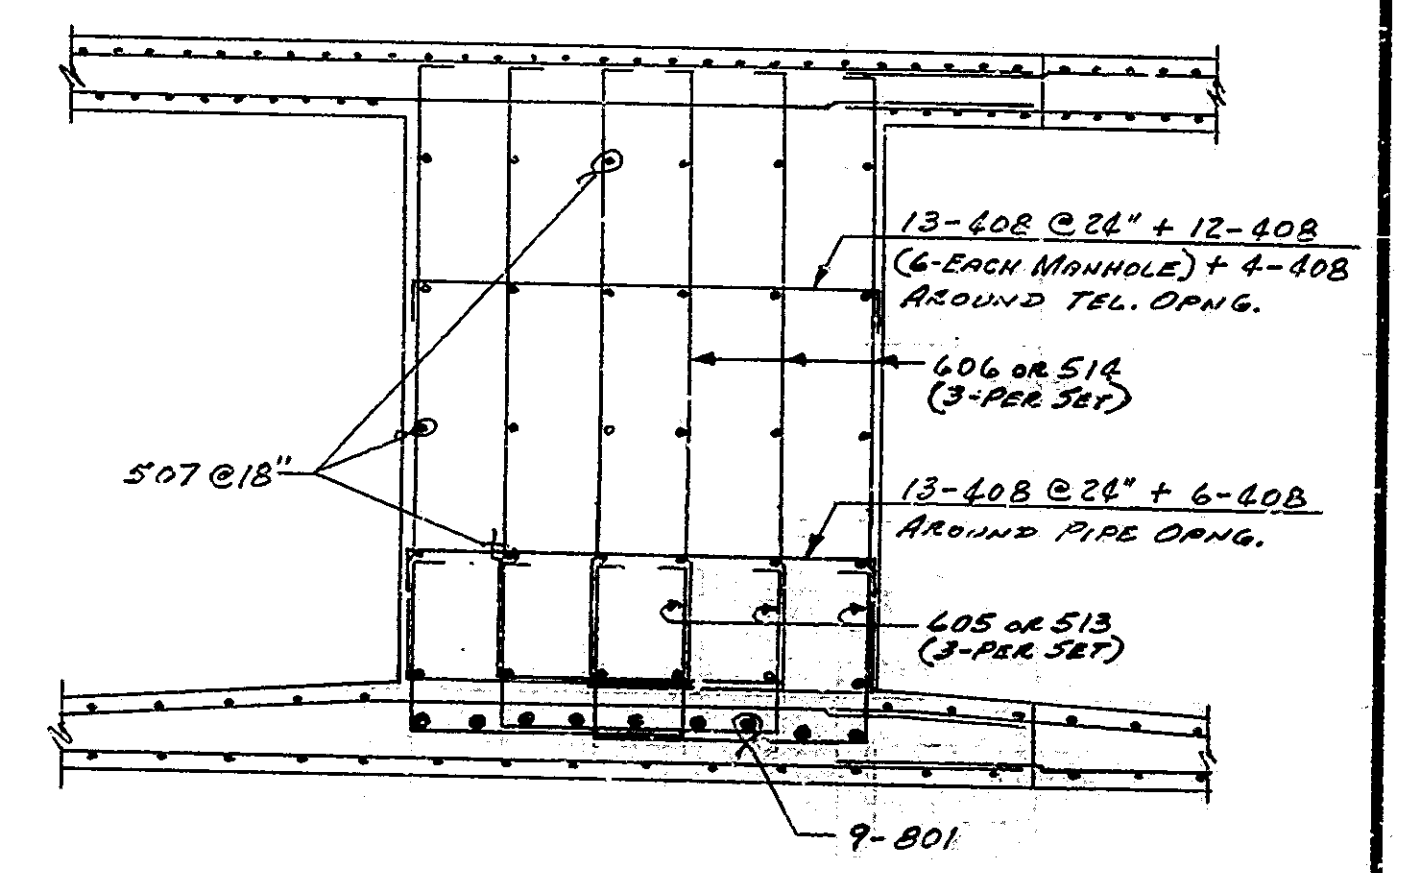 13-408 @ 24" + 12-408
(6-EACH MANHOLE) + 4-408
AROUND TEL. OPNG.
606 OR 514
(3-PER SET)
507 @ 18"
13-408 @ 24" + 6-408
AROUND PIPE OPNG.
605 OR 513
(3-PER SET)
9-801